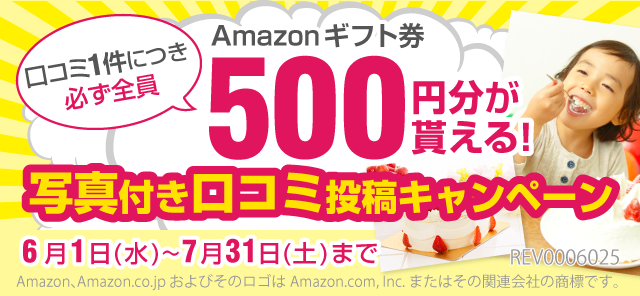 口コミ1件につき
必ず全員
Amazonギフト券
500円分が
貰える!
写真付き口コミ投稿キャンペーン
6月1日(水)~7月31日(土)まで
REV0006025
Amazon、Amazon.co.jp およびそのロゴは Amazon.com, Inc. またはその関連会社の商標です。